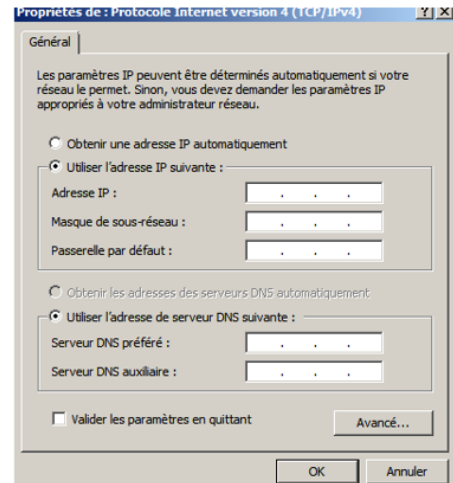 Propriétés de : Protocole Internet version 4 (TCP/IPv4)
Général
Les paramètres IP peuvent être déterminés automatiquement si votre
réseau le permet. Sinon, vous devez demander les paramètres IP
appropriés à votre administrateur réseau.
Obtenir une adresse IP automatiquement
Utiliser l'adresse IP suivante :
Adresse IP :
Masque de sous-réseau :
Passerelle par défaut :
Obtenir les adresses des serveurs DNS automatiquement
Utiliser l'adresse de serveur DNS suivante :
Serveur DNS préféré :
Serveur DNS auxiliaire :
Valider les paramètres en quittant
Avancé...
OK Annuler